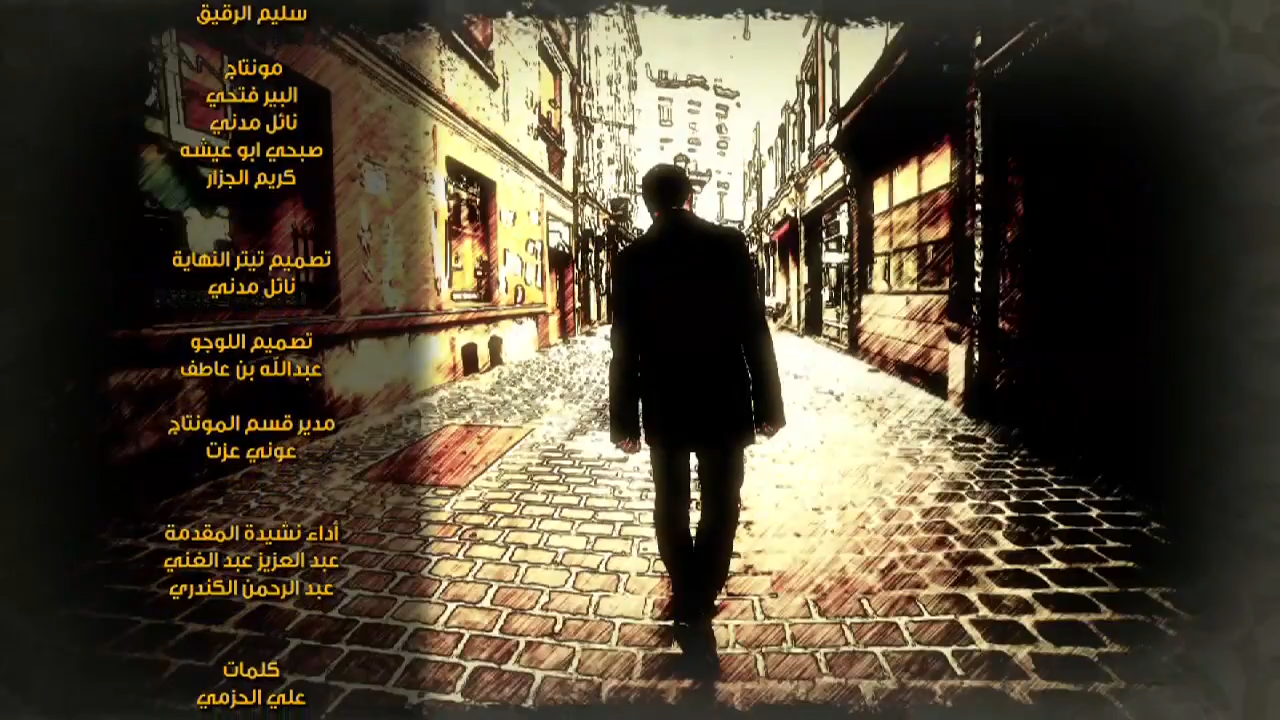 سليم الرقيق
مونتاج
البير فتحي
نائل مدني
صبحي ابو عيشه
كريم الجزار
تصميم تيتر النهاية
نائل مدني
تصميم اللوجو
عبدالله بن عاطف
مدير قسم المونتاج
عوني عزت
أداء نشيدة المقدمة
عبد العزيز عبد الغني
عبد الرحمن الكندري
كلمات
علي الحزمي